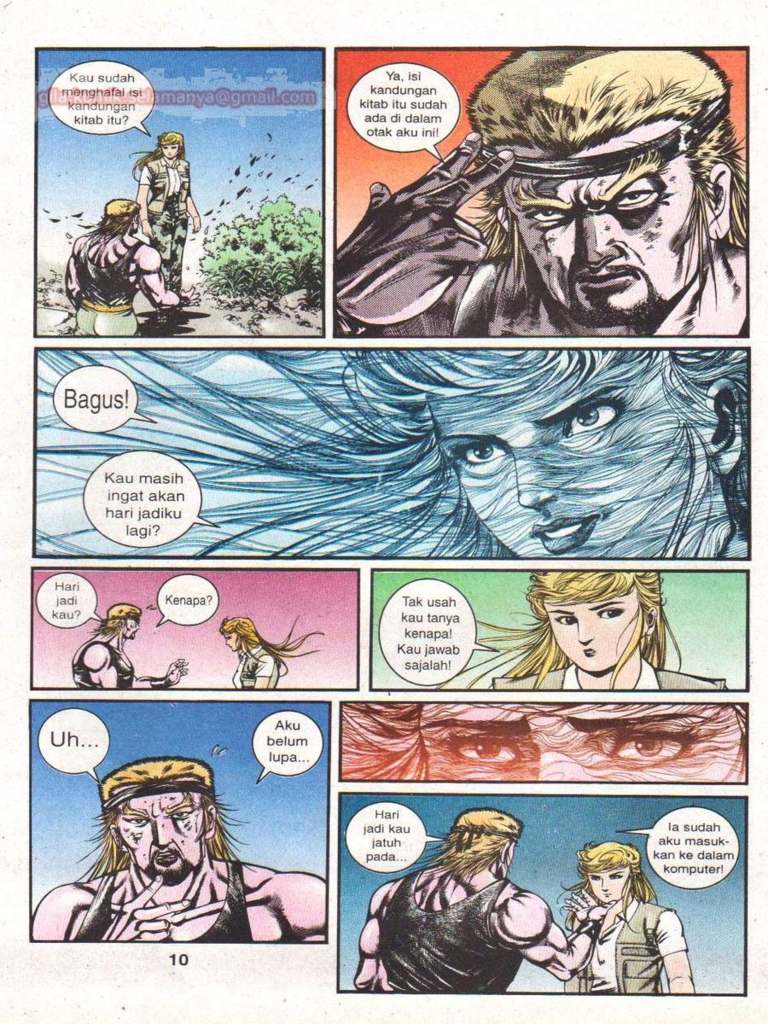 Kau sudah
menghafal isi
kandungan
kitab itu?
Ya, isi
kandungan
kitab itu sudah
ada di dalam
otak aku ini!
Bagus!
Kau masih
ingat akan
hari jadiku
lagi?
Hari
jadi
kau?
Kenapa?
Tak usah
kau tanya
kenapa!
Kau jawab
sajalah!
Uh...
Aku
belum
lupa...
Hari
jadi kau
jatuh
pada...
Ia sudah
aku masuk-
kan ke dalam
komputer!
10